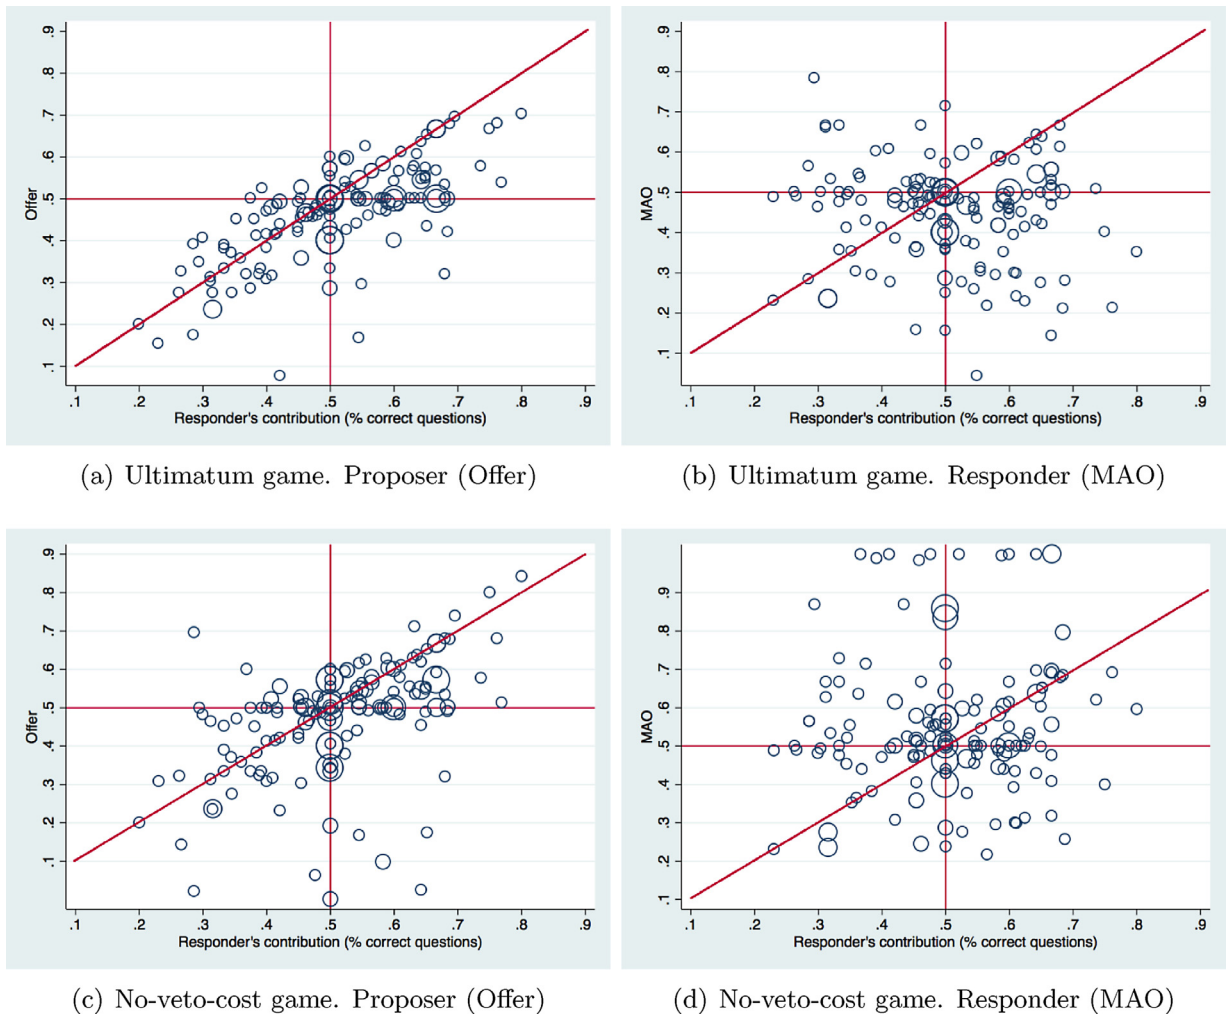 .9
.8
.7
.6
.5
.4
.3
.2
.1
Offer
.1 .2 .3 .4 .5 .6 .7 .8 .9
Responder's contribution (% correct questions)
(a) Ultimatum game. Proposer (Offer)
.9
.8
.7
.6
.5
.4
.3
.2
.1
MAO
.1 .2 .3 .4 .5 .6 .7 .8 .9
Responder's contribution (% correct questions)
(b) Ultimatum game. Responder (MAO)
.9
.8
.7
.6
.5
.4
.3
.2
.1
Offer
.1 .2 .3 .4 .5 .6 .7 .8 .9
Responder's contribution (% correct questions)
(c) No-veto-cost game. Proposer (Offer)
.9
.8
.7
.6
.5
.4
.3
.2
.1
MAO
.1 .2 .3 .4 .5 .6 .7 .8 .9
Responder's contribution (% correct questions)
(d) No-veto-cost game. Responder (MAO)